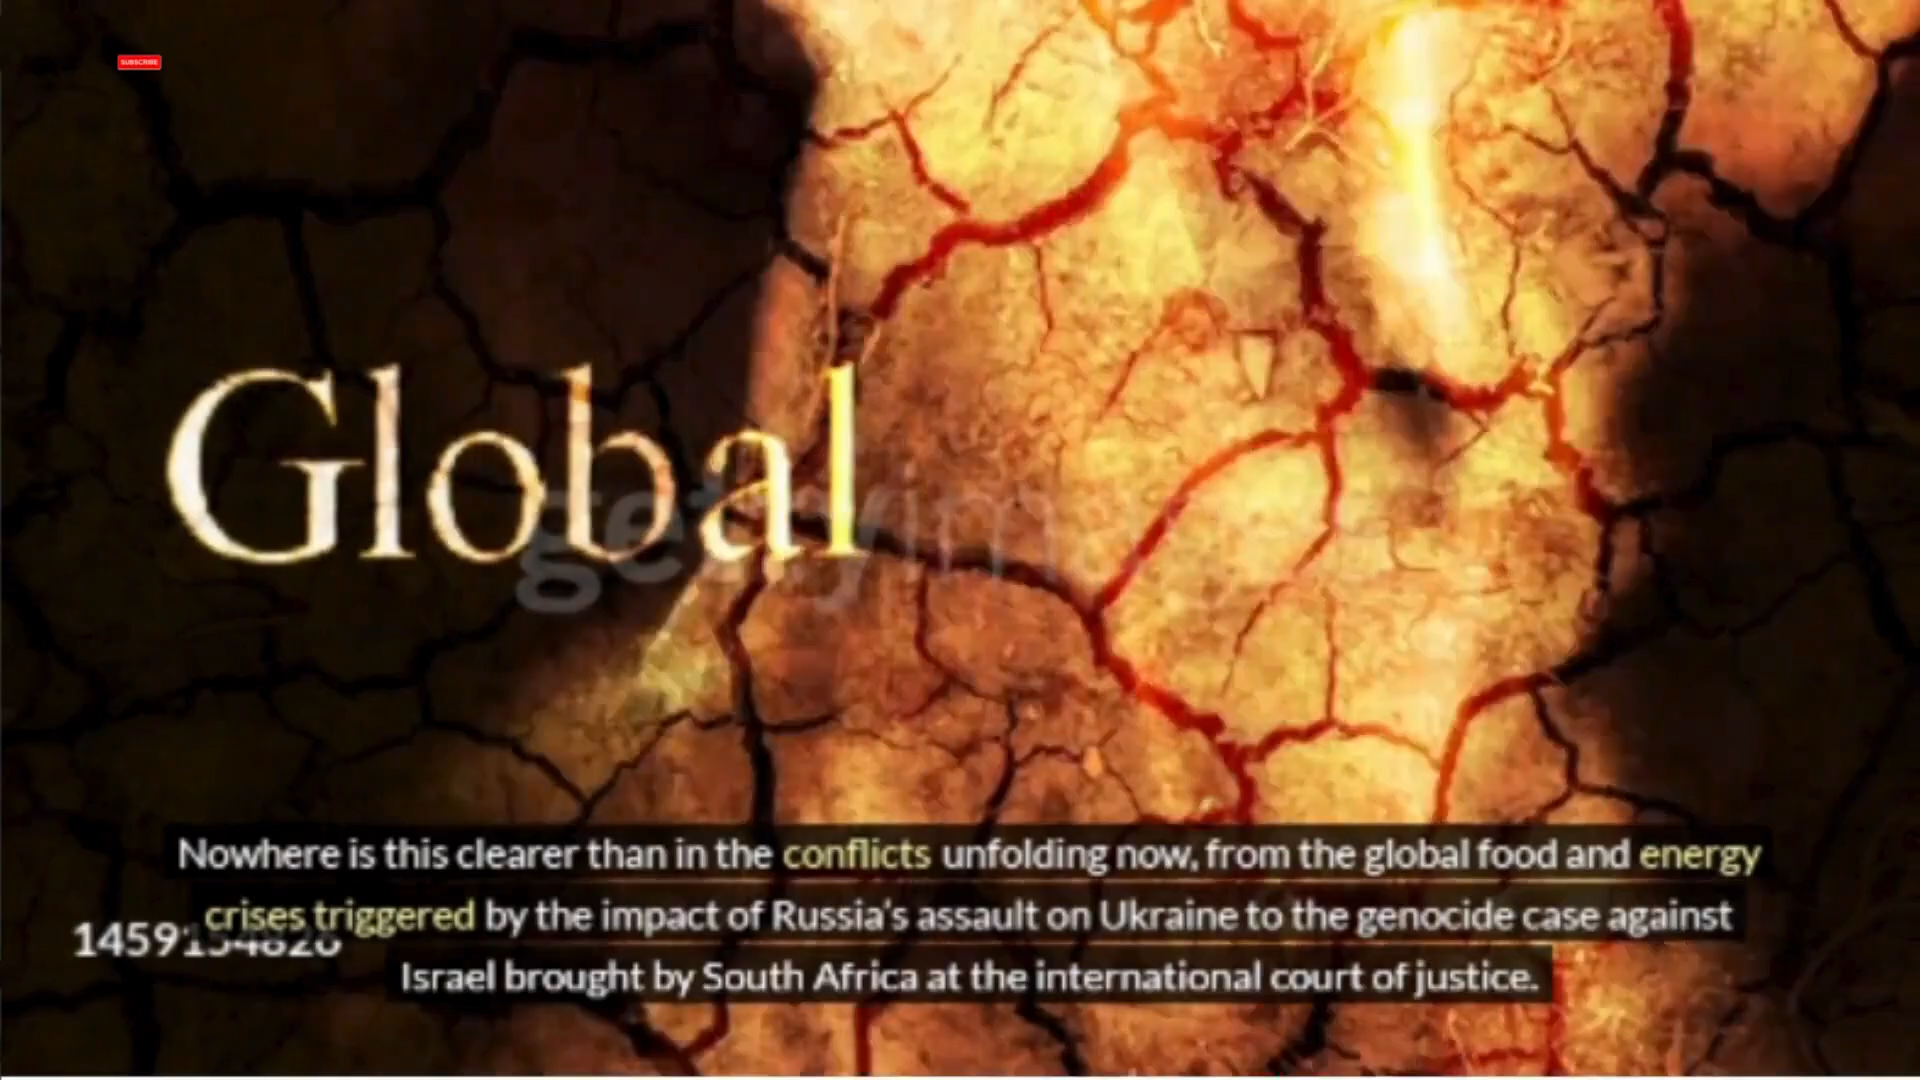 SUBSCRIBE
Global
gettyim
Nowhere is this clearer than in the conflicts unfolding now, from the global food and energy
crises triggered by the impact of Russia's assault on Ukraine to the genocide case against
Israel brought by South Africa at the international court of justice.